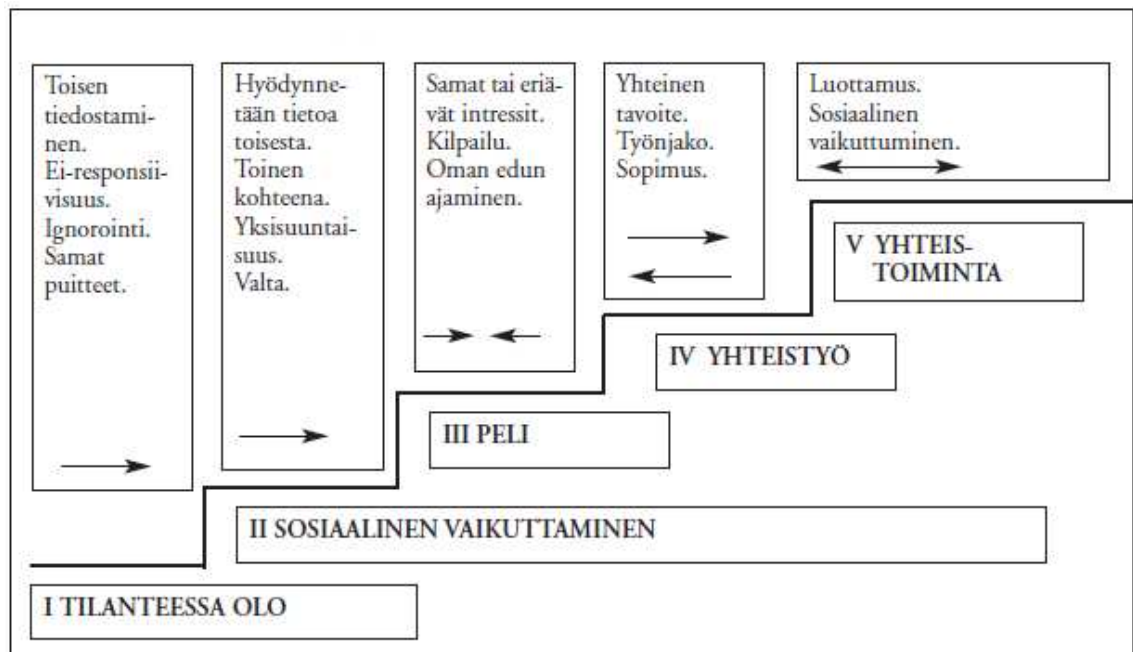 Toisen
tiedostami-
nen.
Ei-responsii-
visuus.
Ignorointi.
Samat
puitteet.
Hyödynne-
tään tietoa
toisesta.
Toinen
kohteena.
Yksisuuntai-
suus.
Valta.
Samat tai eriä-
vät intressit.
Kilpailu.
Oman edun
ajaminen.
Yhteinen
tavoite.
Työnjako.
Sopimus.
Luottamus.
Sosiaalinen
vaikuttuminen.
V YHTEIS-
TOIMINTA
IV YHTEISTYÖ
III PELI
II SOSIAALINEN VAIKUTTAMINEN
I TILANTEESSA OLO